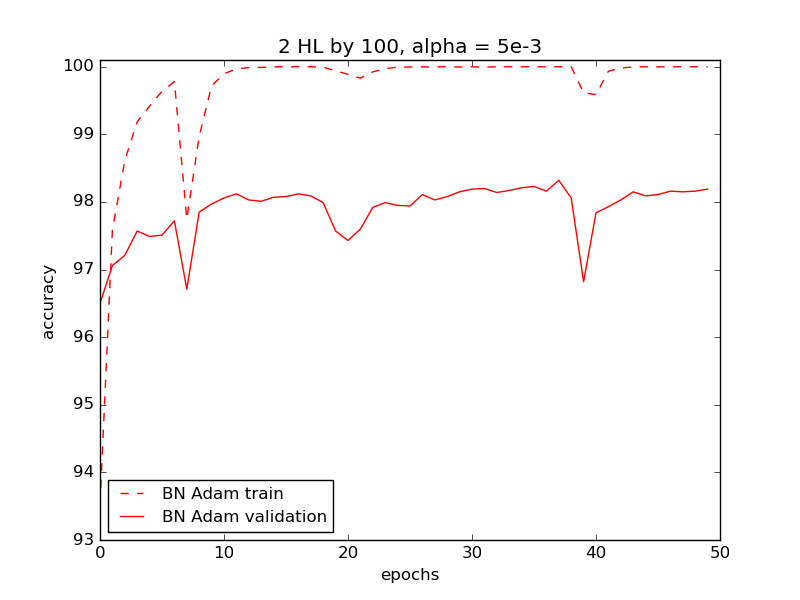 2 HL by 100, alpha = 5e-3
accuracy
100
99
98
97
96
95
94
93
BN Adam train
BN Adam validation
0 10 20 30 40 50
epochs